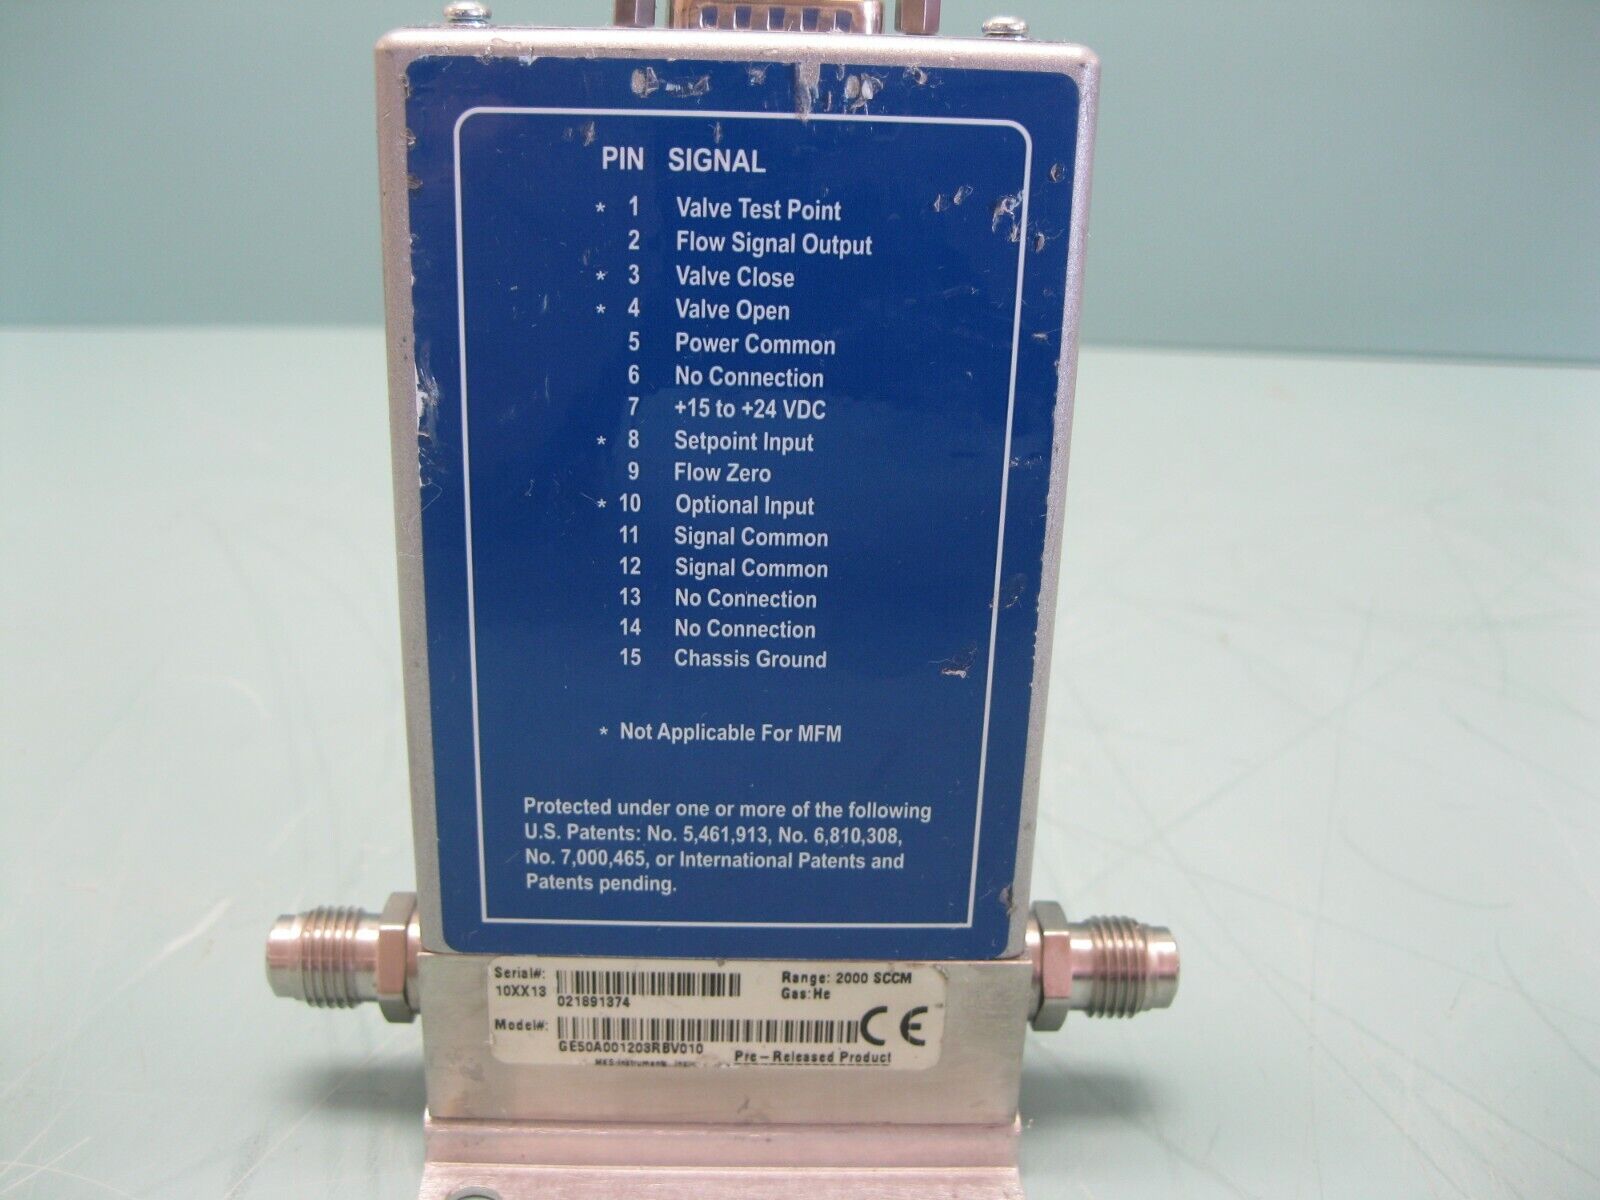 PIN SIGNAL
* 1 Valve Test Point
2 Flow Signal Output
* 3 Valve Close
* 4 Valve Open
5 Power Common
6 No Connection
7 +15 to +24 VDC
* 8 Setpoint Input
9 Flow Zero
* 10 Optional Input
11 Signal Common
12 Signal Common
13 No Connection
14 No Connection
15 Chassis Ground
* Not Applicable For MFM
Protected under one or more of the following
U.S. Patents: No. 5,461,913, No. 6,810,308,
No. 7,000,465, or International Patents and
Patents pending.
Serial#: Range: 2000 SCCM
10XX13 Gas:He
021891374
Model#: CE
GE50A001203RBV010 Pre-Released Product
MKS Instruments, Inc